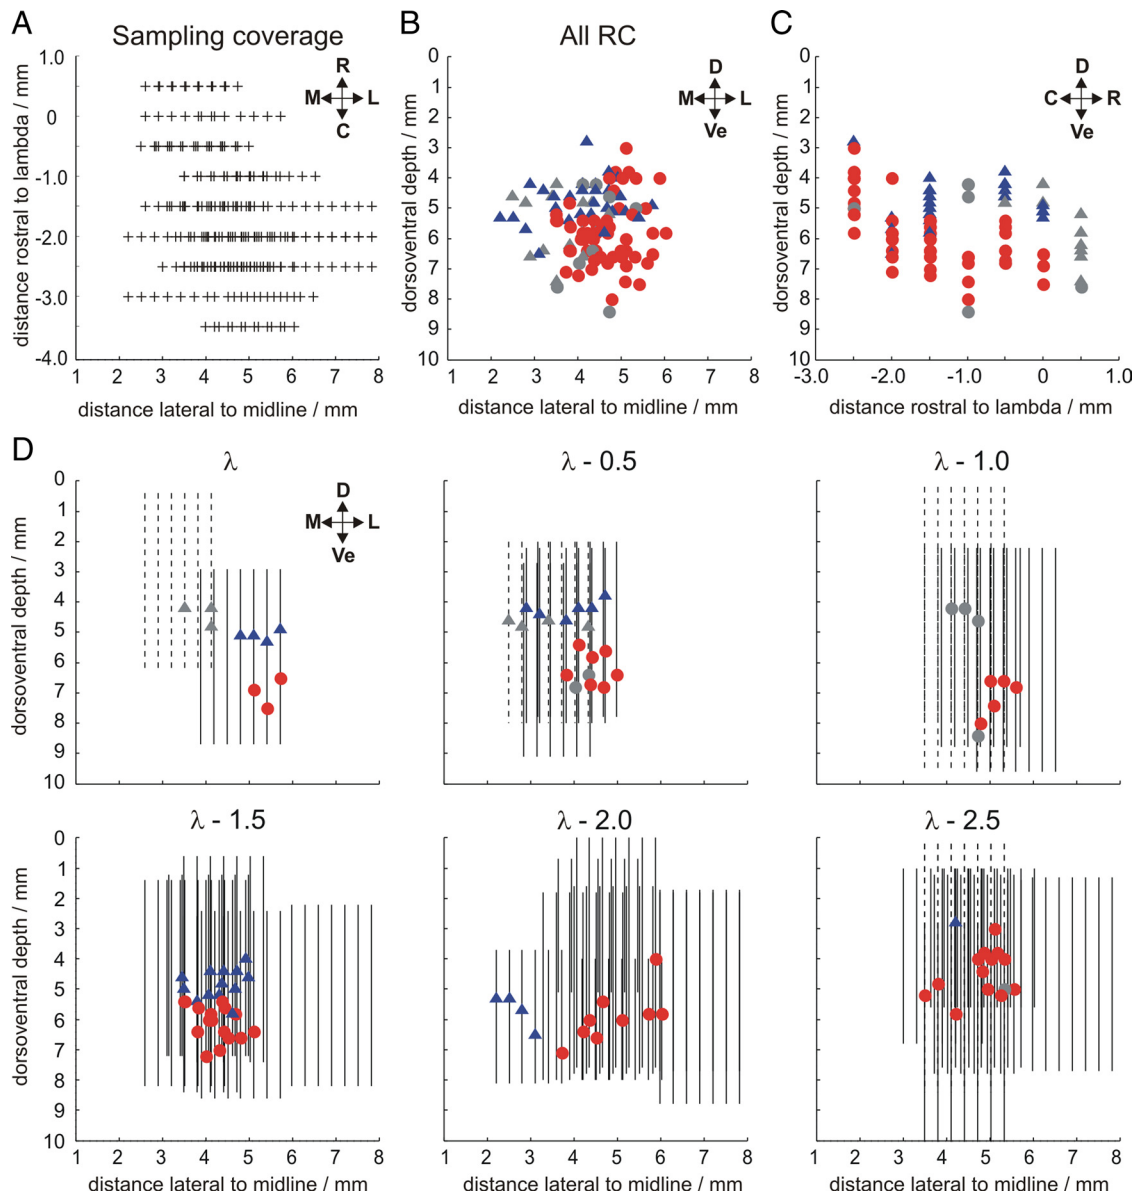 A
Sampling coverage
distance rostral to lambda / mm
1.0
0
-1.0
-2.0
-3.0
-4.0
R
M L
C
1 2 3 4 5 6 7 8
distance lateral to midline / mm
B
All RC
dorsoventral depth / mm
0
1
2
3
4
5
6
7
8
9
10
D
M L
Ve
1 2 3 4 5 6 7 8
distance lateral to midline / mm
C
dorsoventral depth / mm
0
1
2
3
4
5
6
7
8
9
10
D
C R
Ve
-3.0 -2.0 -1.0 0 1.0
distance rostral to lambda / mm
D
λ
dorsoventral depth / mm
0
1
2
3
4
5
6
7
8
9
10
D
M L
Ve
λ - 0.5
λ - 1.0
λ - 1.5
dorsoventral depth / mm
0
1
2
3
4
5
6
7
8
9
10
1 2 3 4 5 6 7 8
distance lateral to midline / mm
λ - 2.0
1 2 3 4 5 6 7 8
distance lateral to midline / mm
λ - 2.5
1 2 3 4 5 6 7 8
distance lateral to midline / mm